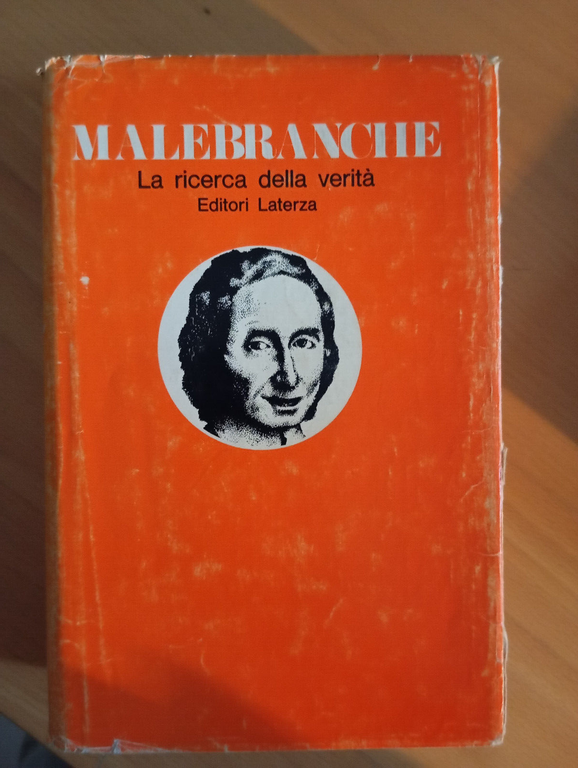 MALEBRANCHE
La ricerca della verità
Editori Laterza